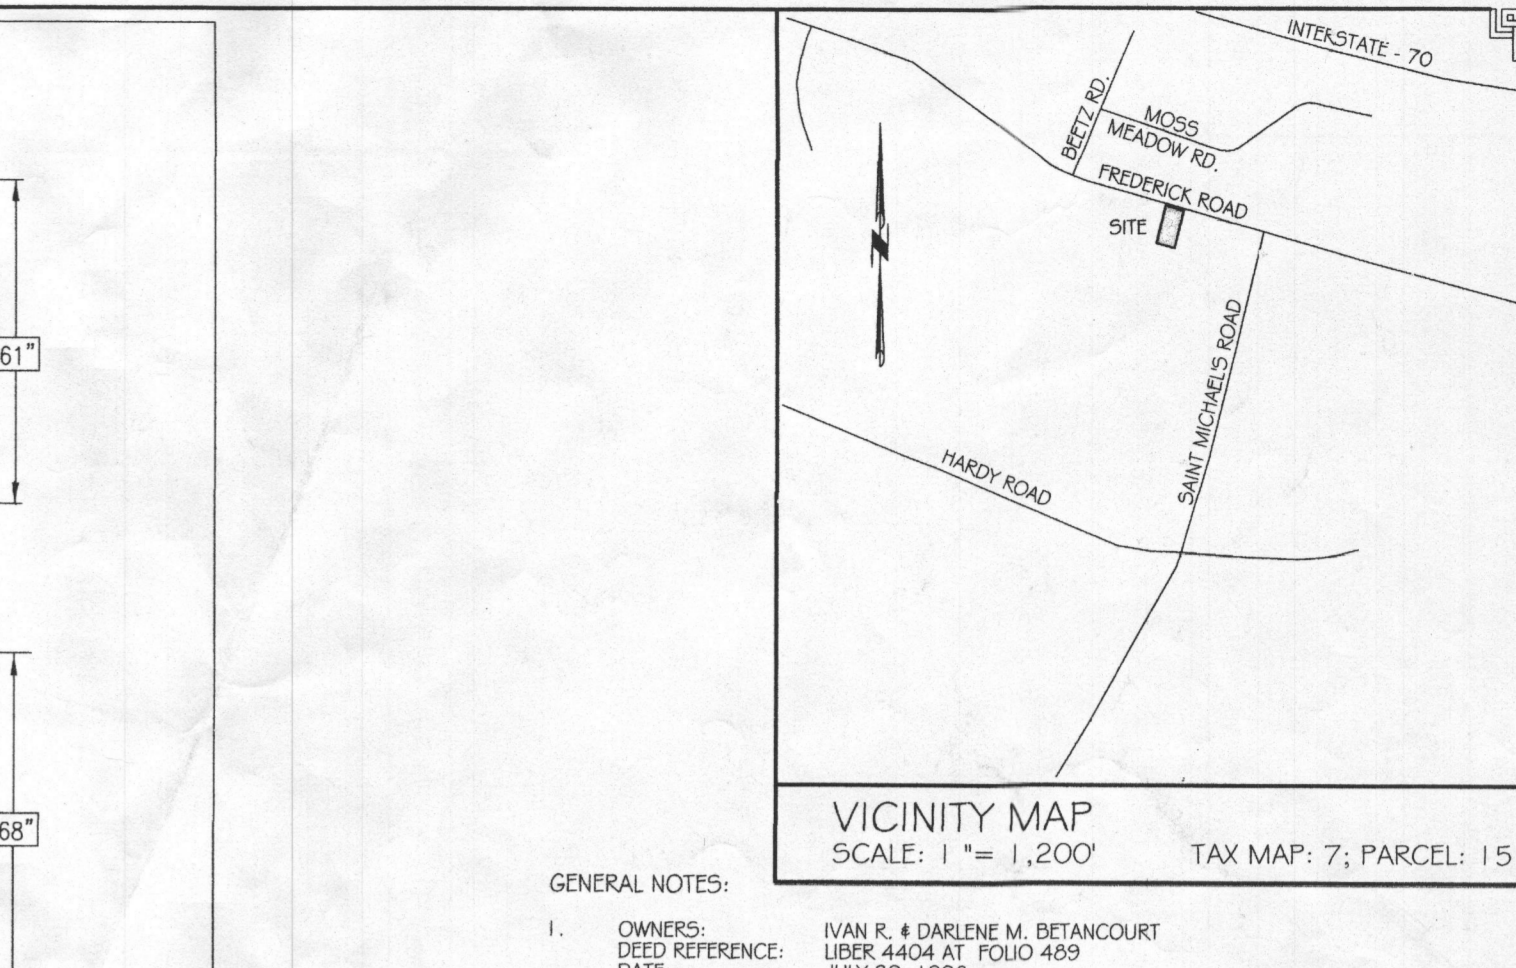 INTERSTATE - 70
BEETZ RD.
MOSS
MEADOW RD.
FREDERICK ROAD
SITE
SAINT MICHAEL'S ROAD
HARDY ROAD
61"
68"
VICINITY MAP
SCALE: 1 "= 1,200'
TAX MAP: 7; PARCEL: 15
GENERAL NOTES:
1. OWNERS: IVAN R. & DARLENE M. BETANCOURT
DEED REFERENCE: LIBER 4404 AT FOLIO 489
DATE